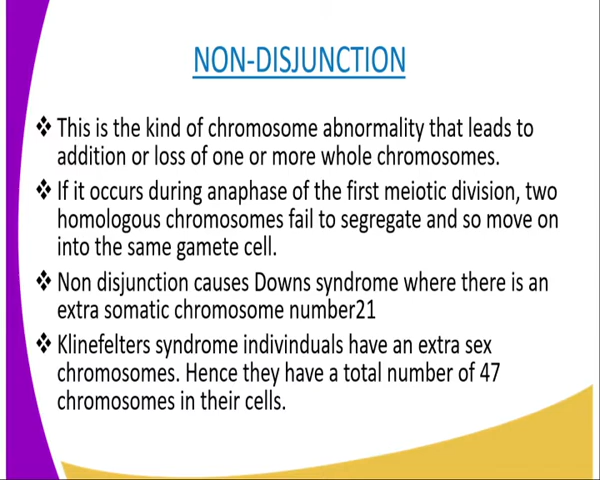 NON-DISJUNCTION
❖ This is the kind of chromosome abnormality that leads to
addition or loss of one or more whole chromosomes.
❖ If it occurs during anaphase of the first meiotic division, two
homologous chromosomes fail to segregate and so move on
into the same gamete cell.
❖ Non disjunction causes Downs syndrome where there is an
extra somatic chromosome number21
❖ Klinefelters syndrome indivinduals have an extra sex
chromosomes. Hence they have a total number of 47
chromosomes in their cells.